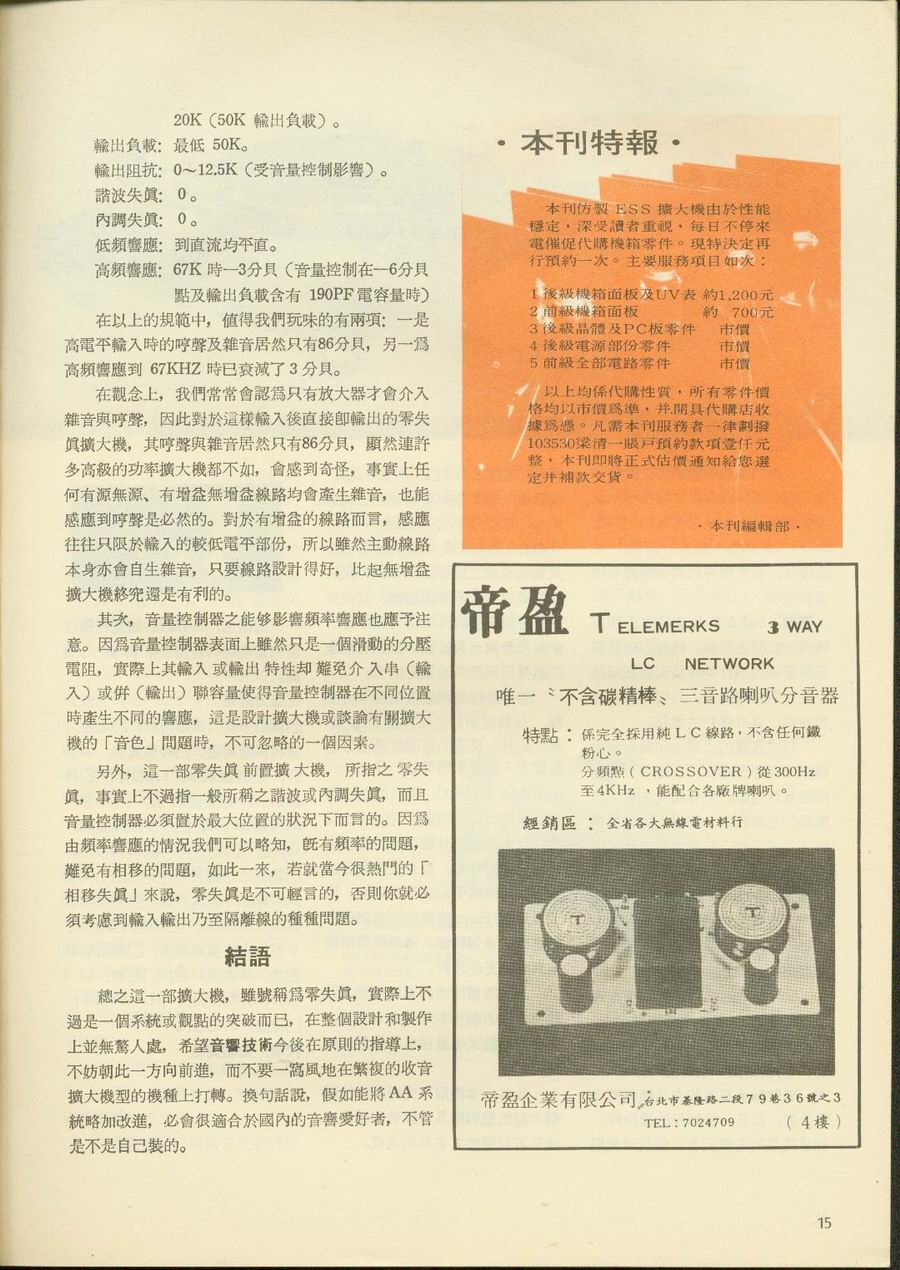 20K（50K 輸出負載）。
輸出負載：最低 50K。
輸出阻抗：0～12.5K（受音量控制影響）。
諧波失眞：0。
內調失眞：0。
低頻響應：到直流均平直。
高頻響應：67K 時—3分貝（音量控制在—6分貝
點及輸出負載含有 190PF電容量時）
在以上的規範中，値得我們玩味的有兩項：一是
高電平輸入時的哼聲及雜音居然只有86分貝，另一爲
高頻響應到 67KHZ 時已衰減了3分貝。
在觀念上，我們常常會認爲只有放大器才會介入
雜音與哼聲，因此對於這樣輸入後直接卽輸出的零失
眞擴大機，其哼聲與雜音居然只有86分貝，顯然連許
多高級的功率擴大機都不如，會感到奇怪，事實上任
何有源無源、有增益無增益線路均會產生雜音，也能
感應到哼聲是必然的。對於有增益的線路而言，感應
往往只限於輸入的較低電平部份，所以雖然主動線路
本身亦會自生雜音，只要線路設計得好，比起無增益
擴大機終究還是有利的。
其次，音量控制器之能够影響頻率響應也應予注
意。因爲音量控制器表面上雖然只是一個滑動的分壓
電阻，實際上其輸入或輸出特性却難免介入串（輸
入）或倂（輸出）聯容量使得音量控制器在不同位置
時產生不同的響應，這是設計擴大機或談論有關擴大
機的「音色」問題時，不可忽略的一個因素。
另外，這一部零失眞前置擴大機，所指之零失
眞，事實上不過指一般所稱之諧波或內調失眞，而且
音量控制器必須置於最大位置的狀況下而言的。因爲
由頻率響應的情況我們可以略知，旣有頻率的問題，
難免有相移的問題，如此一來，若就當今很熱門的「
相移失眞」來說，零失眞是不可輕言的，否則你就必
須考慮到輸入輸出乃至隔離線的種種問題。
結語
總之這一部擴大機，雖號稱爲零失眞，實際上不
過是一個系統或觀點的突破而已，在整個設計和製作
上並無驚人處，希望音響技術今後在原則的指導上，
不妨朝此一方向前進，而不要一窩風地在繁複的收音
擴大機型的機種上打轉。換句話說，假如能將AA 系
統略加改進，必會很適合於國內的音響愛好者，不管
是不是自己裝的。
・本刊特報・
本刊仿製 ESS 擴大機由於性能
穩定，深受讀者重視，每日不停來
電催促代購機箱零件。現特決定再
行預約一次。主要服務項目如次：
1 後級機箱面板及UV表 約1,200元
2 前級機箱面板 約 700元
3 後級晶體及PC板零件 市價
4 後級電源部份零件 市價
5 前級全部電路零件 市價
以上均係代購性質，所有零件價
格均以市價爲準，并開具代購店收
據爲憑。凡需本刊服務者一律劃撥
103530梁清一賬戶預約款項壹仟元
整，本刊即將正式估價通知給您選
定并補款交貨。
・本刊編輯部・
帝盈 TELEMERKS 3 WAY
LC NETWORK
唯一〝不含碳精棒〟三音路喇叭分音器
特點：係完全採用純LC線路，不含任何鐵
粉心。
分頻點（CROSSOVER）從300Hz
至4KHz ，能配合各廠牌喇叭。
經銷區：全省各大無線電材料行
T
T
IN
帝盈企業有限公司：台北市基隆路二段79巷36號之3
TEL：7024709 （4樓）
15